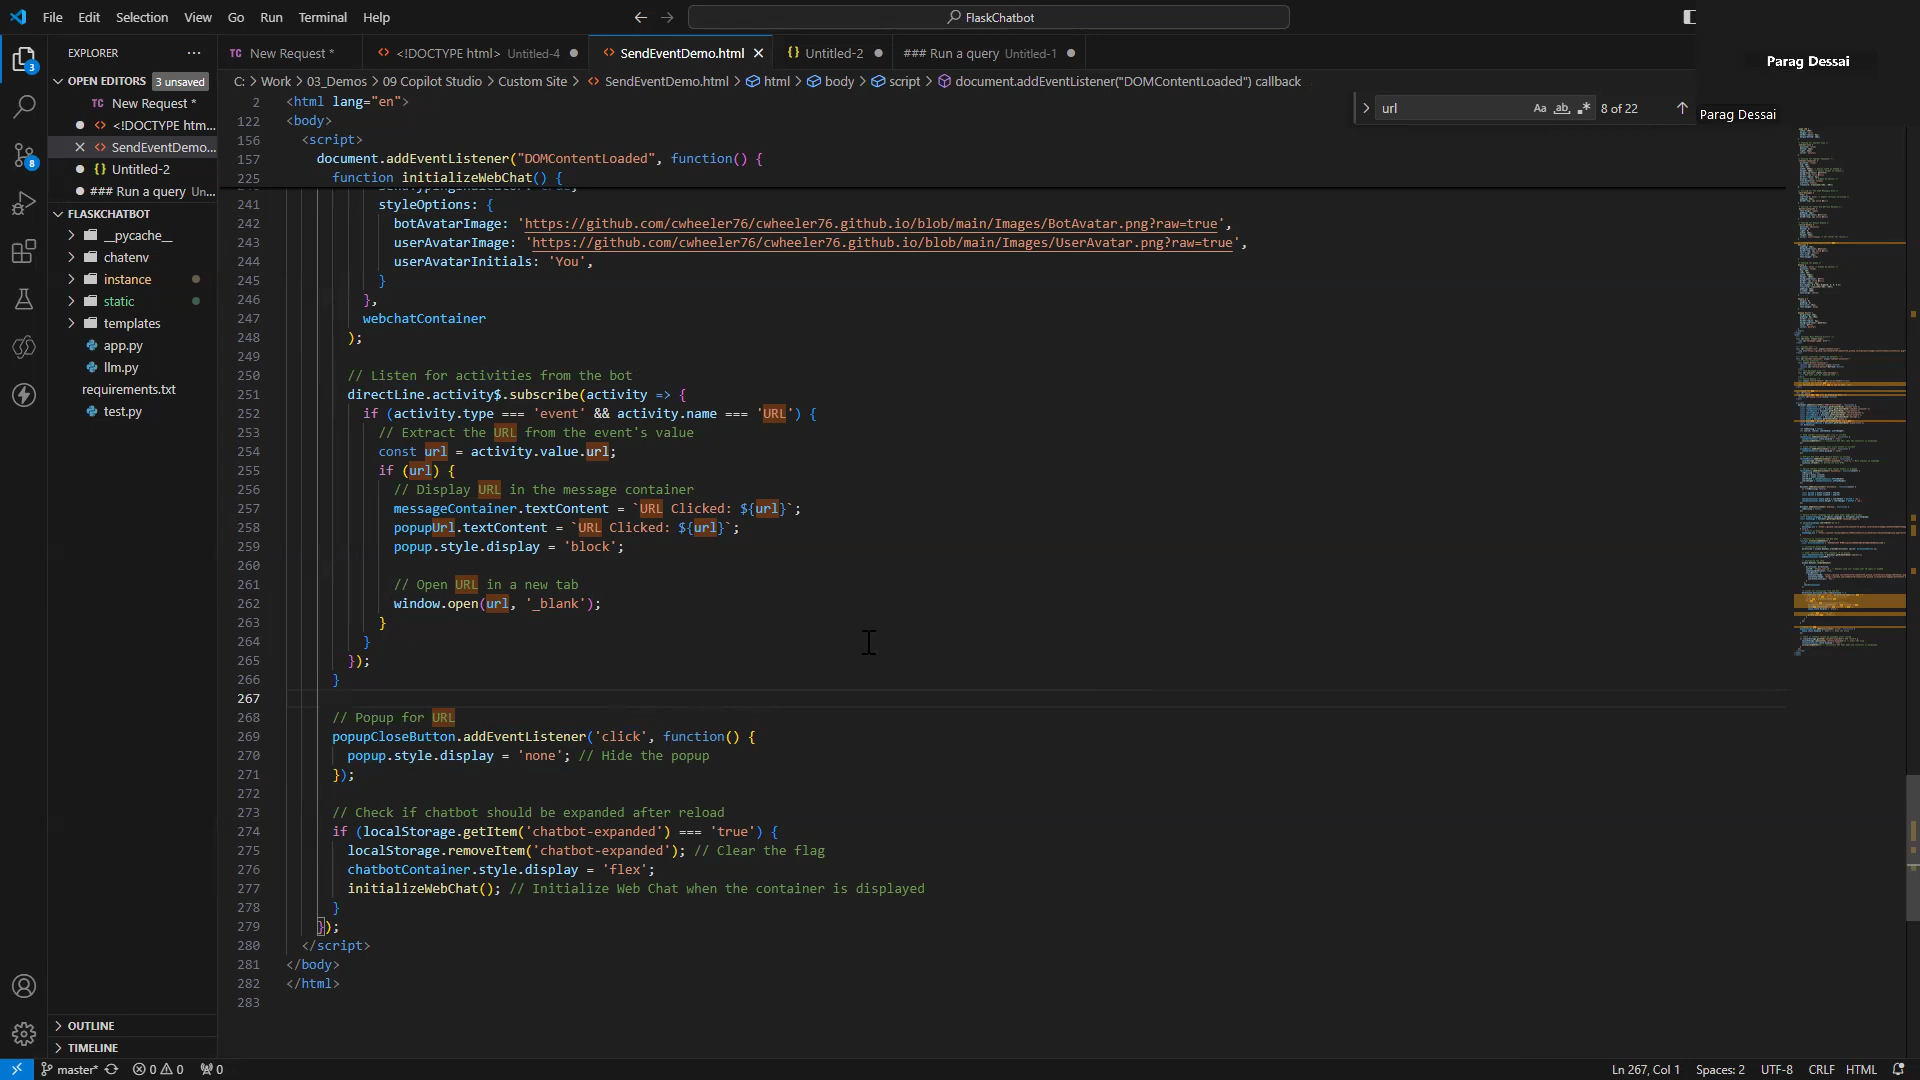 File Edit Selection View Go Run Terminal Help
FlaskChatbot
EXPLORER
OPEN EDITORS 3 unsaved
New Request *
<!DOCTYPE htm...
SendEventDemo...
Untitled-2
### Run a query Un...
FLASKCHATBOT
__pycache__
chatenv
instance
static
templates
app.py
llm.py
requirements.txt
test.py
OUTLINE
TIMELINE
New Request * <!DOCTYPE html> Untitled-4 SendEventDemo.html Untitled-2 ### Run a query Untitled-1
C: > Work > 03_Demos > 09 Copilot Studio > Custom Site > SendEventDemo.html > html > body > script > document.addEventListener("DOMContentLoaded") callback
url
8 of 22
Parag Dessai
Parag Dessai
2 <html lang="en">
122 <body>
156 <script>
157 document.addEventListener("DOMContentLoaded", function() {
225 function initializeWebChat() {
241 styleOptions: {
242 botAvatarImage: 'https://github.com/cwheeler76/cwheeler76.github.io/blob/main/Images/BotAvatar.png?raw=true',
243 userAvatarImage: 'https://github.com/cwheeler76/cwheeler76.github.io/blob/main/Images/UserAvatar.png?raw=true',
244 userAvatarInitials: 'You',
245 }
246 },
247 webchatContainer
248 );
249
250 // Listen for activities from the bot
251 directLine.activity$.subscribe(activity => {
252 if (activity.type === 'event' && activity.name === 'URL') {
253 // Extract the URL from the event's value
254 const url = activity.value.url;
255 if (url) {
256 // Display URL in the message container
257 messageContainer.textContent = `URL Clicked: ${url}`;
258 popupUrl.textContent = `URL Clicked: ${url}`;
259 popup.style.display = 'block';
260
261 // Open URL in a new tab
262 window.open(url, '_blank');
263 }
264 }
265 });
266 }
267
268 // Popup for URL
269 popupCloseButton.addEventListener('click', function() {
270 popup.style.display = 'none'; // Hide the popup
271 });
272
273 // Check if chatbot should be expanded after reload
274 if (localStorage.getItem('chatbot-expanded') === 'true') {
275 localStorage.removeItem('chatbot-expanded'); // Clear the flag
276 chatbotContainer.style.display = 'flex';
277 initializeWebChat(); // Initialize Web Chat when the container is displayed
278 }
279 });
280 </script>
281 </body>
282 </html>
283
master* 0 0 0 Ln 267, Col 1 Spaces: 2 UTF-8 CRLF HTML